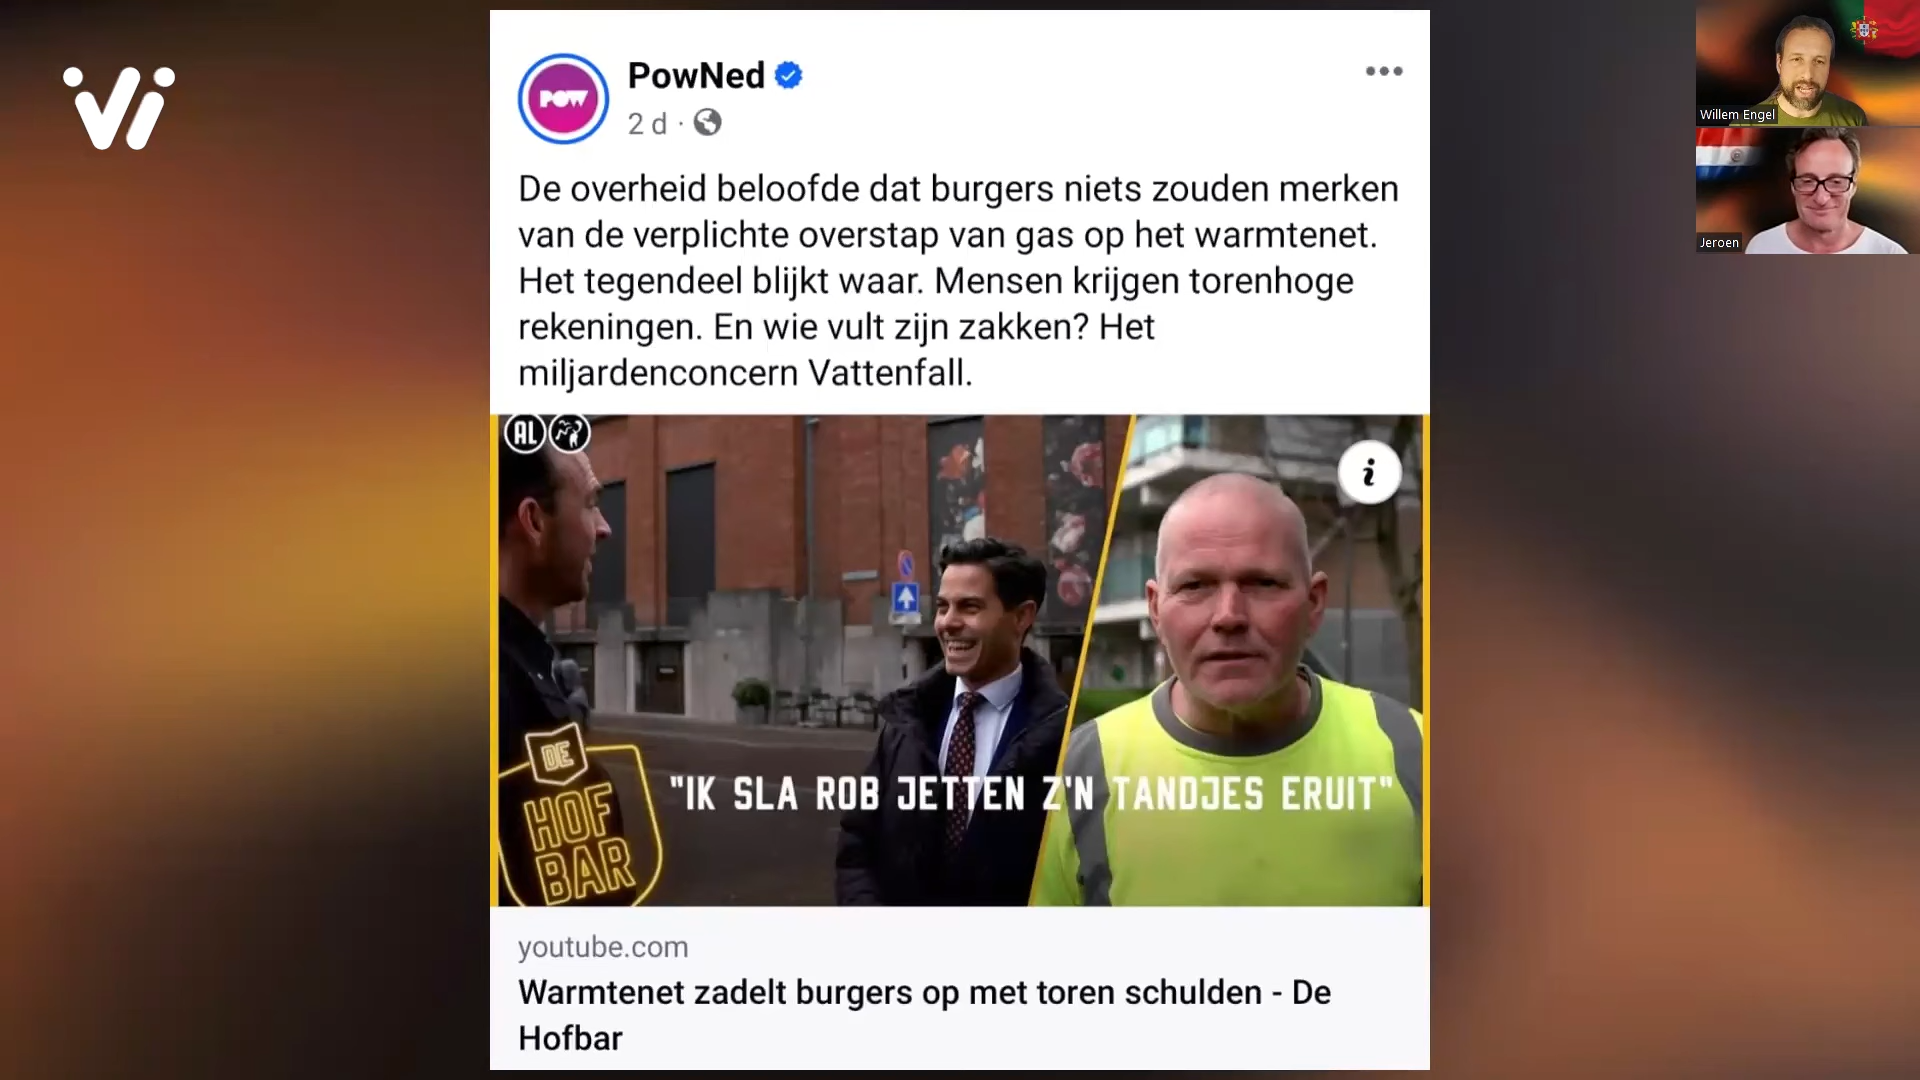 Vi
POW
PowNed
2 d ·
De overheid beloofde dat burgers niets zouden merken
van de verplichte overstap van gas op het warmtenet.
Het tegendeel blijkt waar. Mensen krijgen torenhoge
rekeningen. En wie vult zijn zakken? Het
miljardenconcern Vattenfall.
AL
i
"IK SLA ROB JETTEN Z'N TANDJES ERUIT"
DE
HOF
BAR
youtube.com
Warmtenet zadelt burgers op met toren schulden - De
Hofbar
Willem Engel
Jeroen